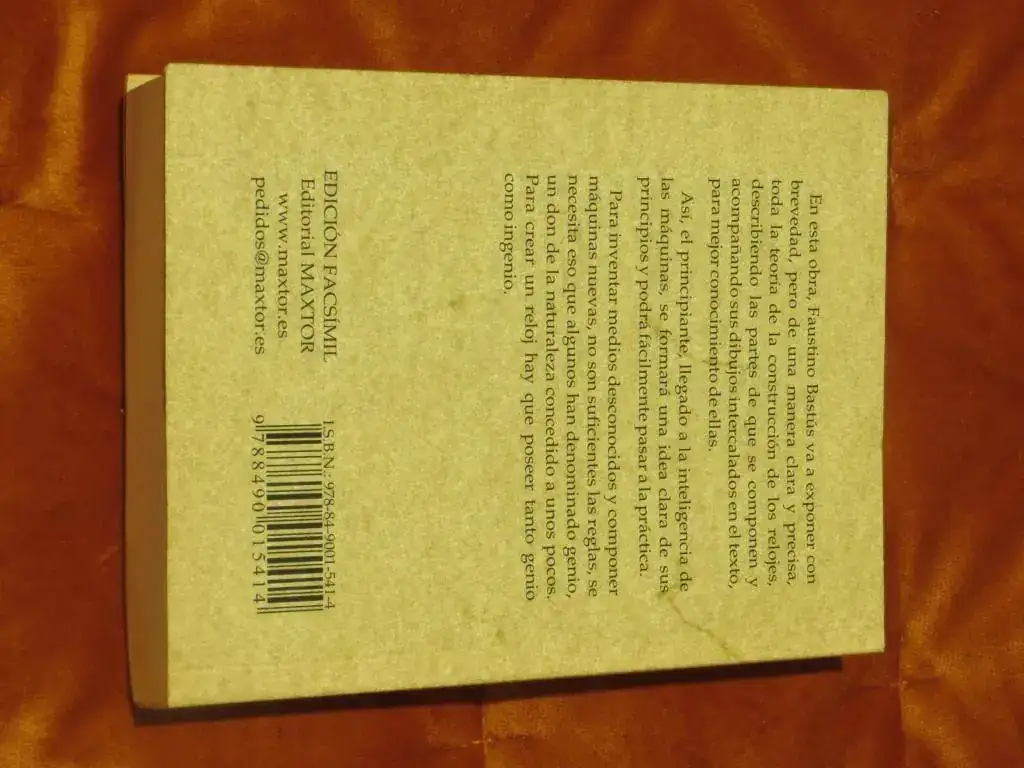 En esta obra, Faustino Bastús va a exponer con
brevedad, pero de una manera clara y precisa,
toda la teoría de la construcción de los relojes,
describiendo las partes de que se componen y
acompañando sus dibujos intercalados en el texto,
para mejor conocimiento de ellas.
Así, el principiante, llegado a la inteligencia de
las máquinas, se formará una idea clara de sus
principios y podrá fácilmente pasar a la práctica.
Para inventar medios desconocidos y componer
máquinas nuevas, no son suficientes las reglas, se
necesita eso que algunos han denominado genio,
un don de la naturaleza concedido a unos pocos.
Para crear un reloj hay que poseer tanto genio
como ingenio.
EDICIÓN FACSÍMIL
Editorial MAXTOR
www.maxtor.es
pedidos@maxtor.es
I.S.B.N.: 978-84-9001-541-4
9 788490 015414